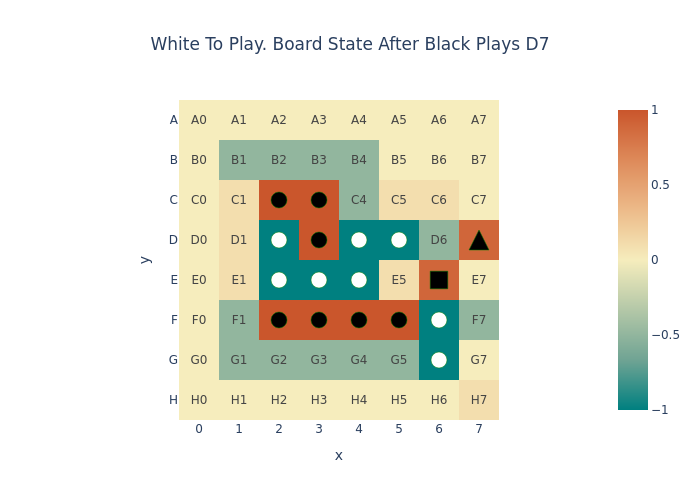 White To Play. Board State After Black Plays D7
A A0 A1 A2 A3 A4 A5 A6 A7
B B0 B1 B2 B3 B4 B5 B6 B7
C C0 C1 C4 C5 C6 C7
D D0 D1 D6
E E0 E1 E5 E7
F F0 F1 F7
G G0 G1 G2 G3 G4 G5 G7
H H0 H1 H2 H3 H4 H5 H6 H7
0 1 2 3 4 5 6 7
x
y
1
0.5
0
−0.5
−1